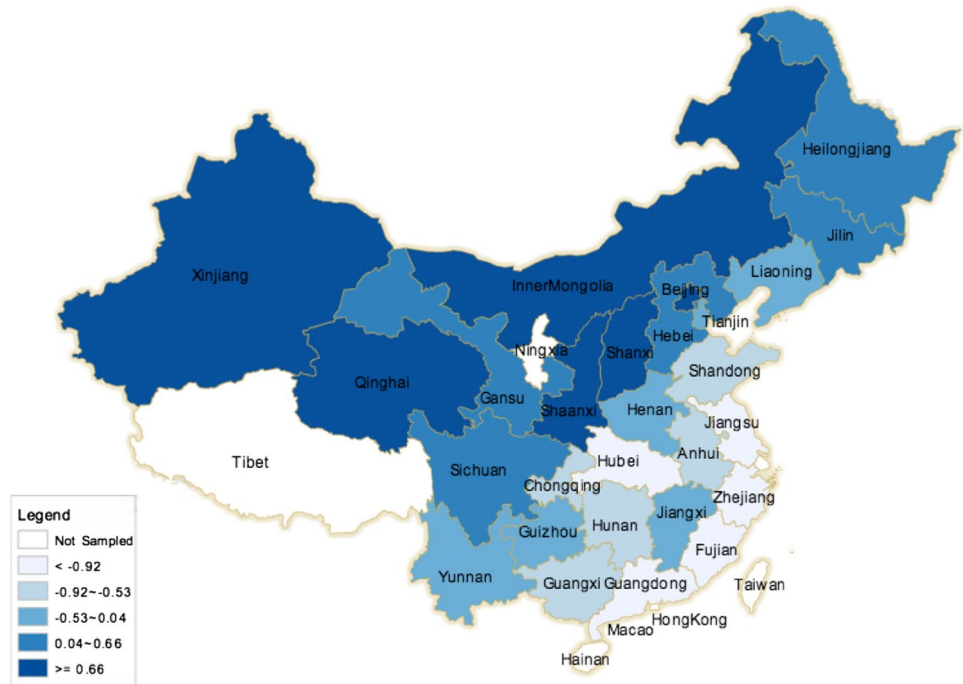 Heilongjiang
Jilin
Xinjiang
InnerMongolia
Liaoning
Beijing
Tianjin
Hebei
Ningxia
Shanxi
Shandong
Qinghai
Gansu
Shaanxi
Henan
Jiangsu
Anhui
Tibet
Hubei
Sichuan
Chongqing
Zhejiang
Jiangxi
Hunan
Guizhou
Fujian
Yunnan
Guangxi
Guangdong
Taiwan
HongKong
Macao
Hainan
Legend
Not Sampled
< -0.92
-0.92~-0.53
-0.53~0.04
0.04~0.66
>= 0.66